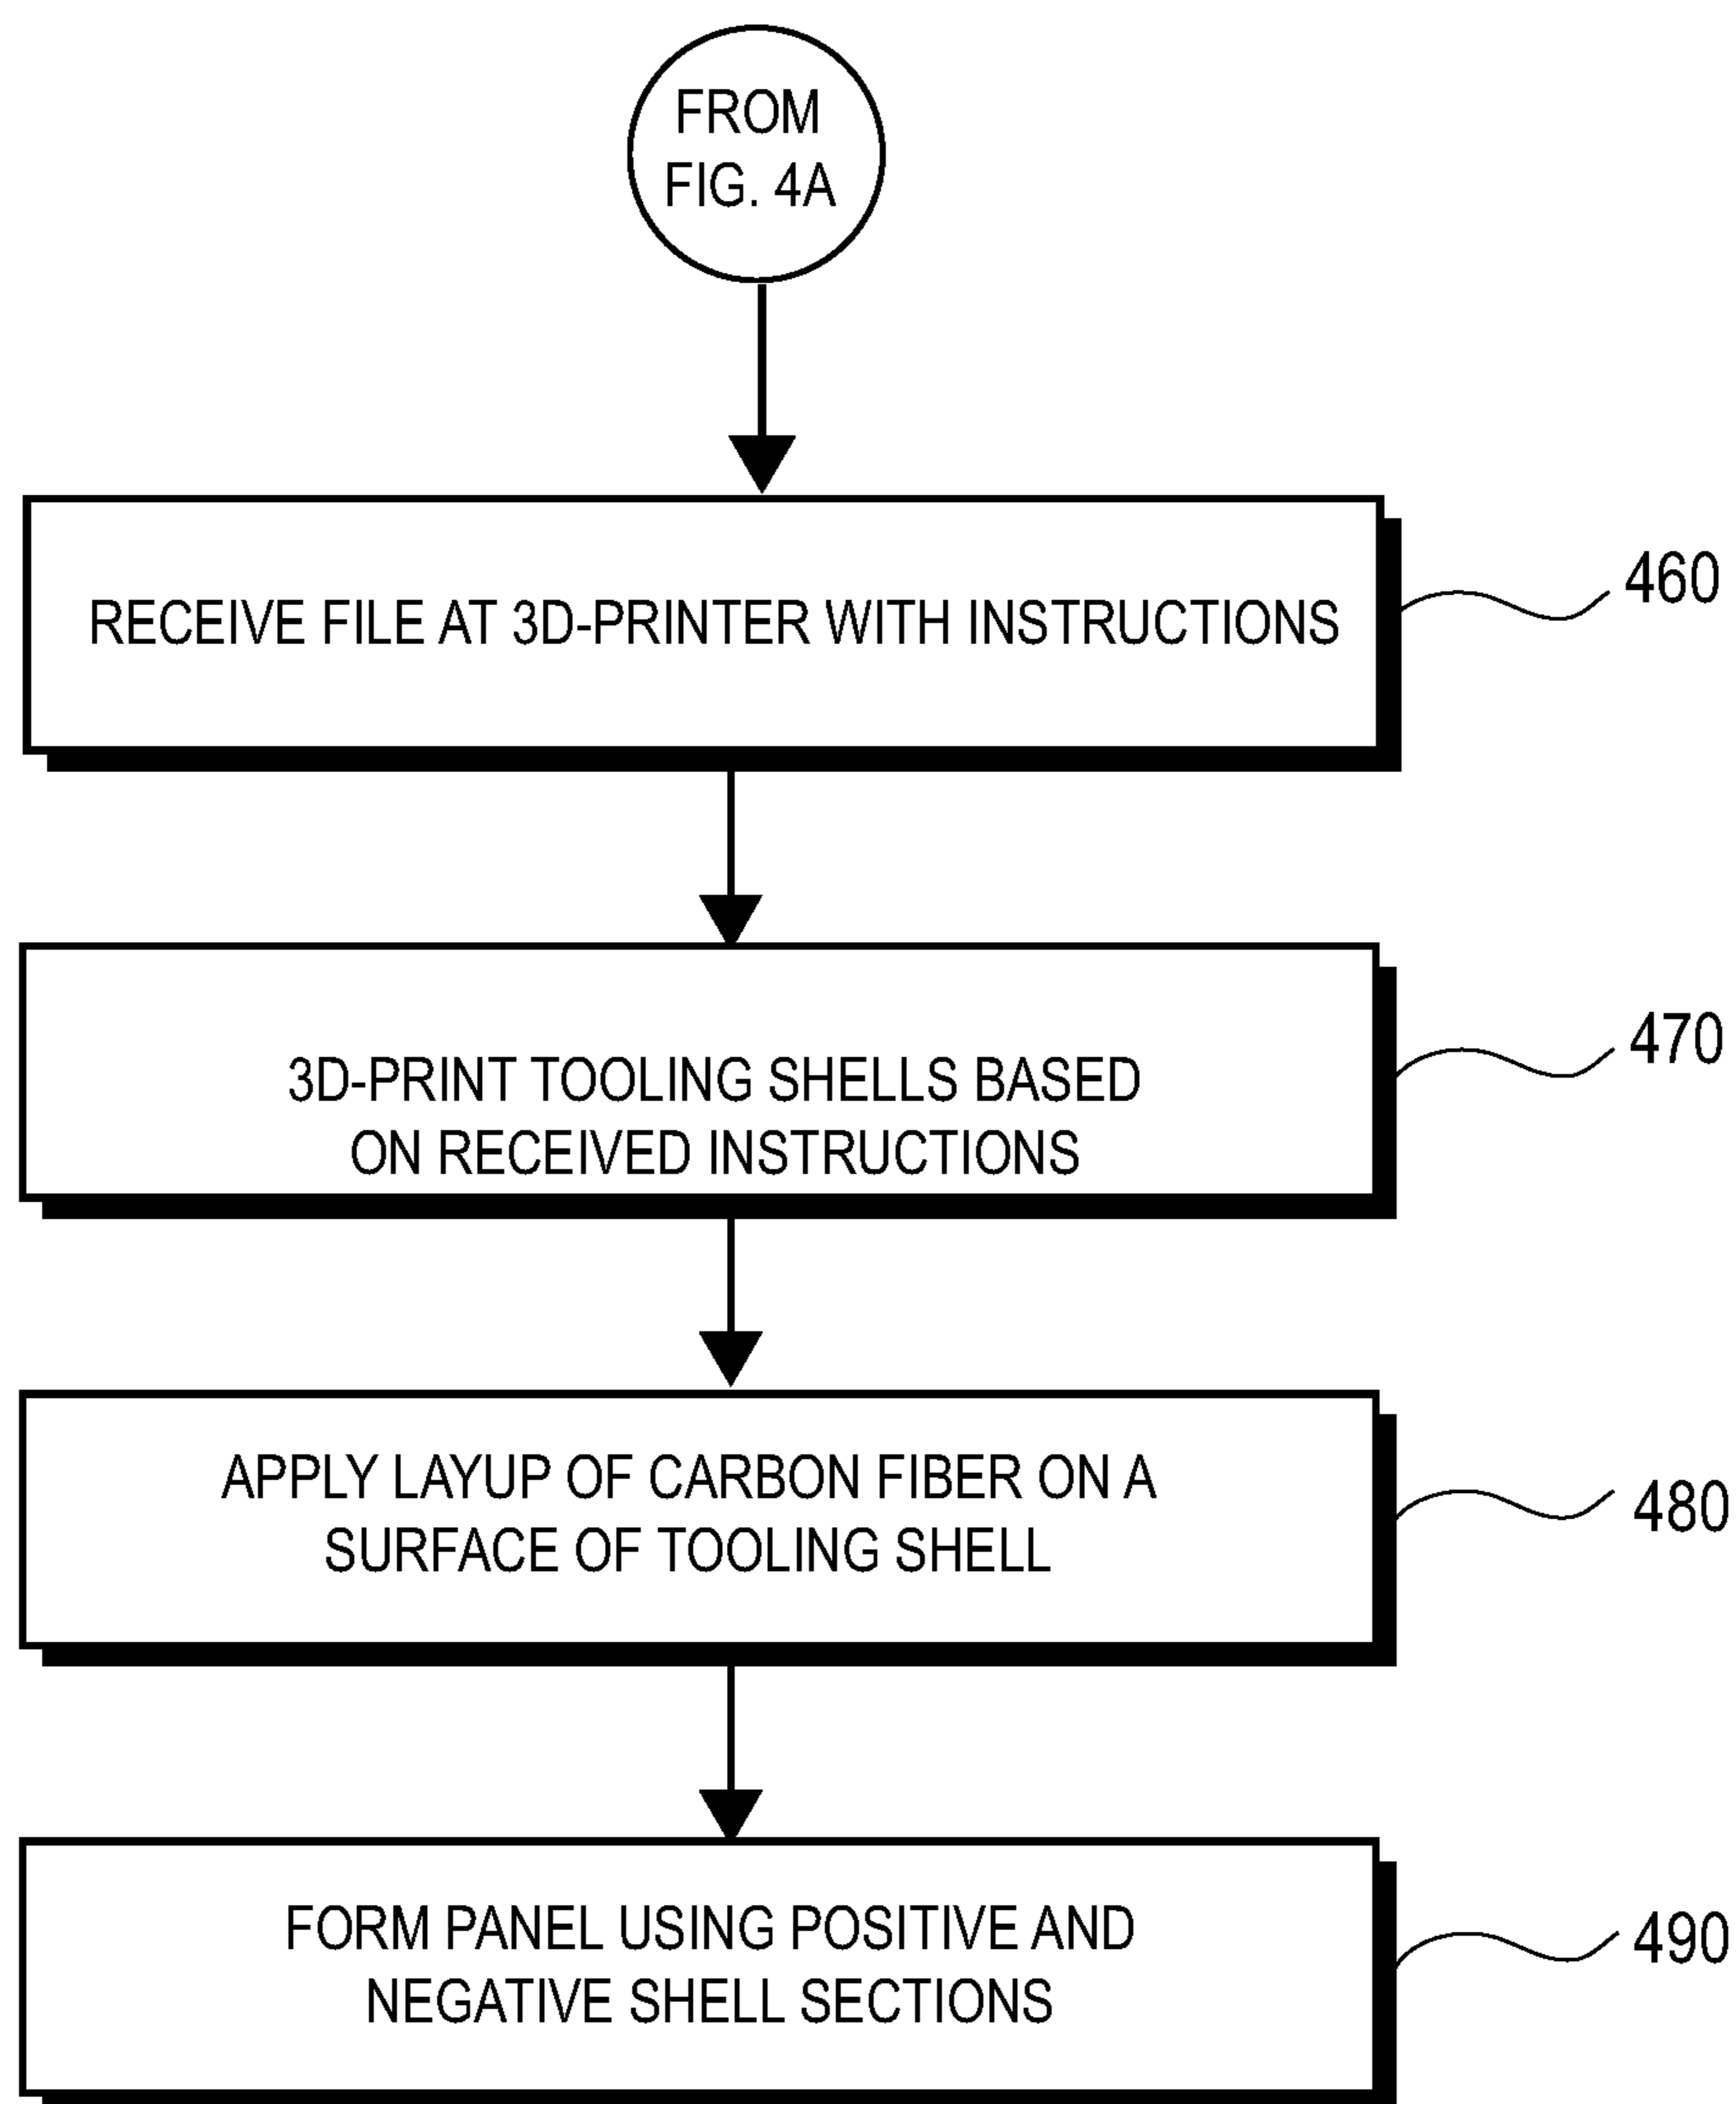 FROM
FIG. 4A
RECEIVE FILE AT 3D-PRINTER WITH INSTRUCTIONS
460
3D-PRINT TOOLING SHELLS BASED
ON RECEIVED INSTRUCTIONS
470
APPLY LAYUP OF CARBON FIBER ON A
SURFACE OF TOOLING SHELL
480
FORM PANEL USING POSITIVE AND
NEGATIVE SHELL SECTIONS
490